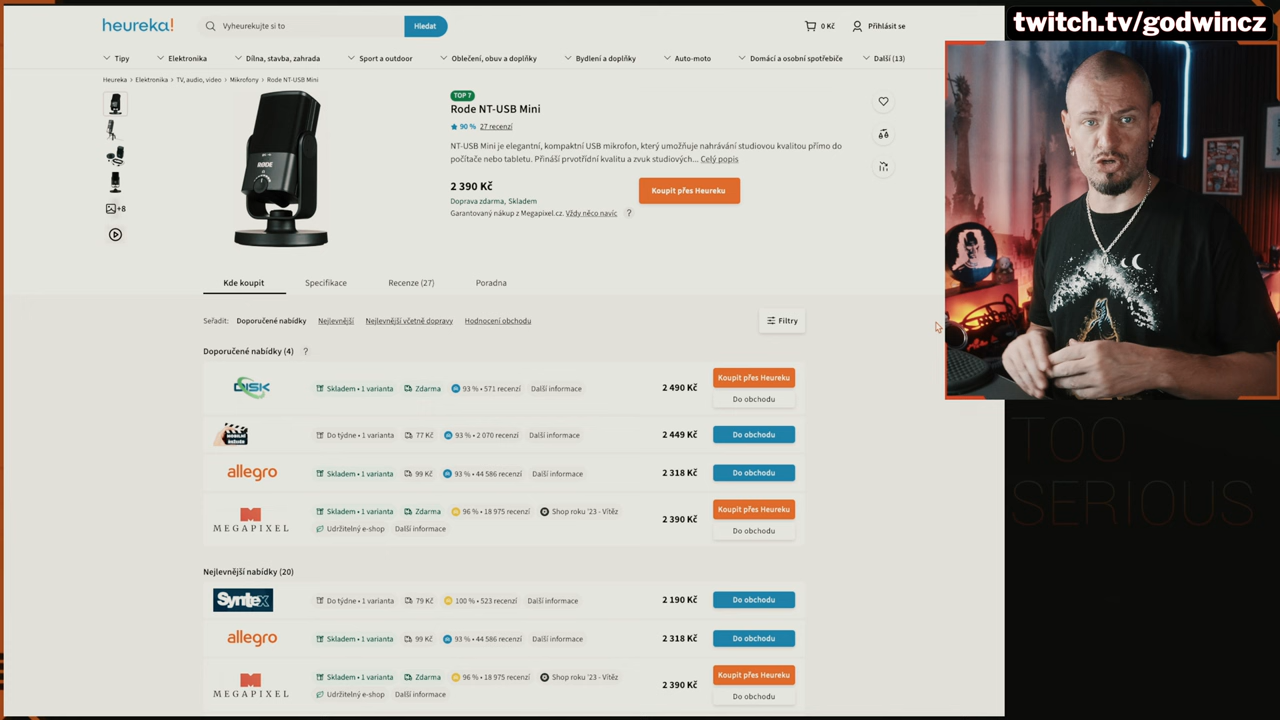 twitch.tv/godwincz
heureka!
Vyheurekujte si to
Hledat
0 Kč
Přihlásit se
Tipy
Elektronika
Dílna, stavba, zahrada
Sport a outdoor
Oblečení, obuv a doplňky
Bydlení a doplňky
Auto-moto
Domácí a osobní spotřebiče
Další (13)
Heureka › Elektronika › TV, audio, video › Mikrofony › Rode NT-USB Mini
+8
RODE
TOP 7
Rode NT-USB Mini
90 % 27 recenzí
NT-USB Mini je elegantní, kompaktní USB mikrofon, který umožňuje nahrávání studiovou kvalitou přímo do
počítače nebo tabletu. Přináší prvotřídní kvalitu a zvuk studiových... Celý popis
2 390 Kč
Koupit přes Heureku
Doprava zdarma, Skladem
Garantovaný nákup z Megapixel.cz. Vždy něco navíc ?
Kde koupit
Specifikace
Recenze (27)
Poradna
Seřadit: Doporučené nabídky Nejlevnější Nejlevnější včetně dopravy Hodnocení obchodu
Filtry
Doporučené nabídky (4) ?
DISK
Skladem • 1 varianta Zdarma 93 % • 571 recenzí Další informace
2 490 Kč
Koupit přes Heureku
Do obchodu
Do týdne • 1 varianta 77 Kč 93 % • 2 070 recenzí Další informace
2 449 Kč
Do obchodu
allegro
Skladem • 1 varianta 99 Kč 93 % • 44 586 recenzí Další informace
2 318 Kč
Do obchodu
MEGAPIXEL
Skladem • 1 varianta Zdarma 96 % • 18 975 recenzí Shop roku '23 - Vítěz
Udržitelný e-shop Další informace
2 390 Kč
Koupit přes Heureku
Do obchodu
TOO
SERIOUS
Nejlevnější nabídky (20)
Syntex
Do týdne • 1 varianta 79 Kč 100 % • 523 recenzí Další informace
2 190 Kč
Do obchodu
allegro
Skladem • 1 varianta 99 Kč 93 % • 44 586 recenzí Další informace
2 318 Kč
Do obchodu
MEGAPIXEL
Skladem • 1 varianta Zdarma 96 % • 18 975 recenzí Shop roku '23 - Vítěz
Udržitelný e-shop Další informace
2 390 Kč
Koupit přes Heureku
Do obchodu